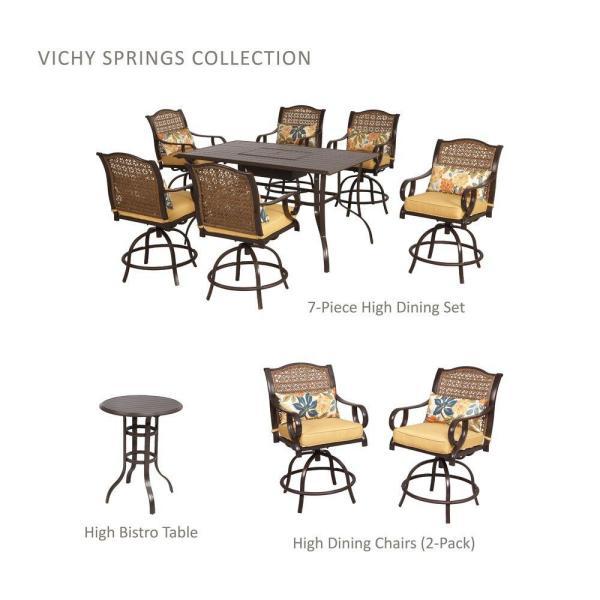 VICHY SPRINGS COLLECTION
7-Piece High Dining Set
High Bistro Table
High Dining Chairs (2-Pack)